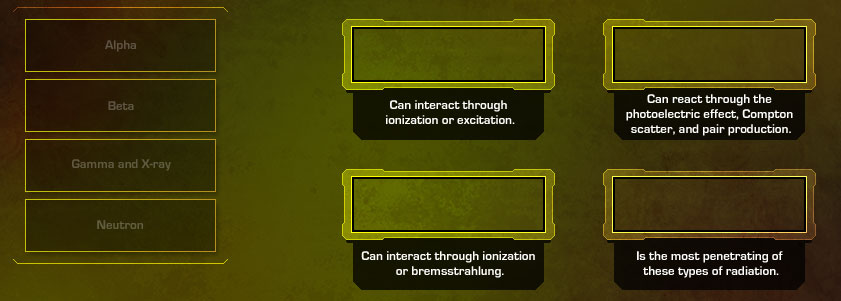 Alpha
Beta
Gamma and X-ray
Neutron
Can interact through
ionization or excitation.
Can react through the
photoelectric effect, Compton
scatter, and pair production.
Can interact through ionization
or bremsstrahlung.
Is the most penetrating of
these types of radiation.